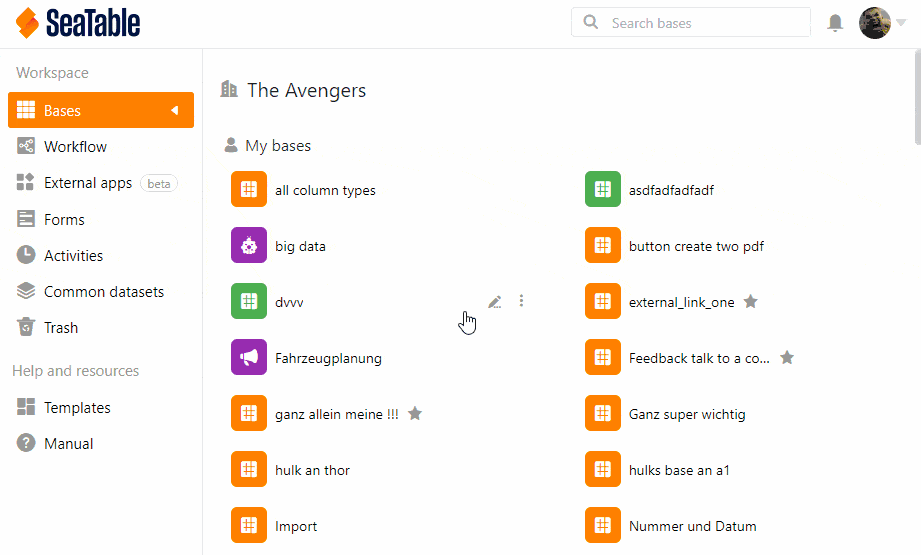 SeaTable
Search bases
Workspace
Bases
Workflow
External apps beta
Forms
Activities
Common datasets
Trash
Help and resources
Templates
Manual
The Avengers
My bases
all column types
asdfadfadfadf
big data
button create two pdf
dvvv
external_link_one
Fahrzeugplanung
Feedback talk to a co...
ganz allein meine !!!
Ganz super wichtig
hulk an thor
hulks base an a1
Import
Nummer und Datum